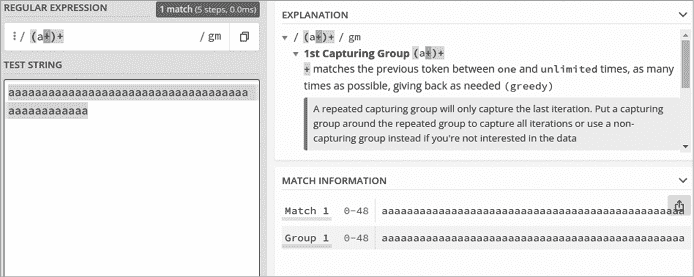 REGULAR EXPRESSION
1 match (5 steps, 0.0ms)
/ (a+)+ / gm
TEST STRING
aaaaaaaaaaaaaaaaaaaaaaaaaaaaaaaaaaaa
aaaaaaaaaaaa
EXPLANATION
/ (a+)+ / gm
1st Capturing Group (a+)+
+ matches the previous token between one and unlimited times, as many
times as possible, giving back as needed (greedy)
A repeated capturing group will only capture the last iteration. Put a capturing
group around the repeated group to capture all iterations or use a non-
capturing group instead if you're not interested in the data
MATCH INFORMATION
Match 1 0-48 aaaaaaaaaaaaaaaaaaaaaaaaaaaaaaaaaaaaaaaaaaaaaaaa
Group 1 0-48 aaaaaaaaaaaaaaaaaaaaaaaaaaaaaaaaaaaaaaaaaaaaaaaa